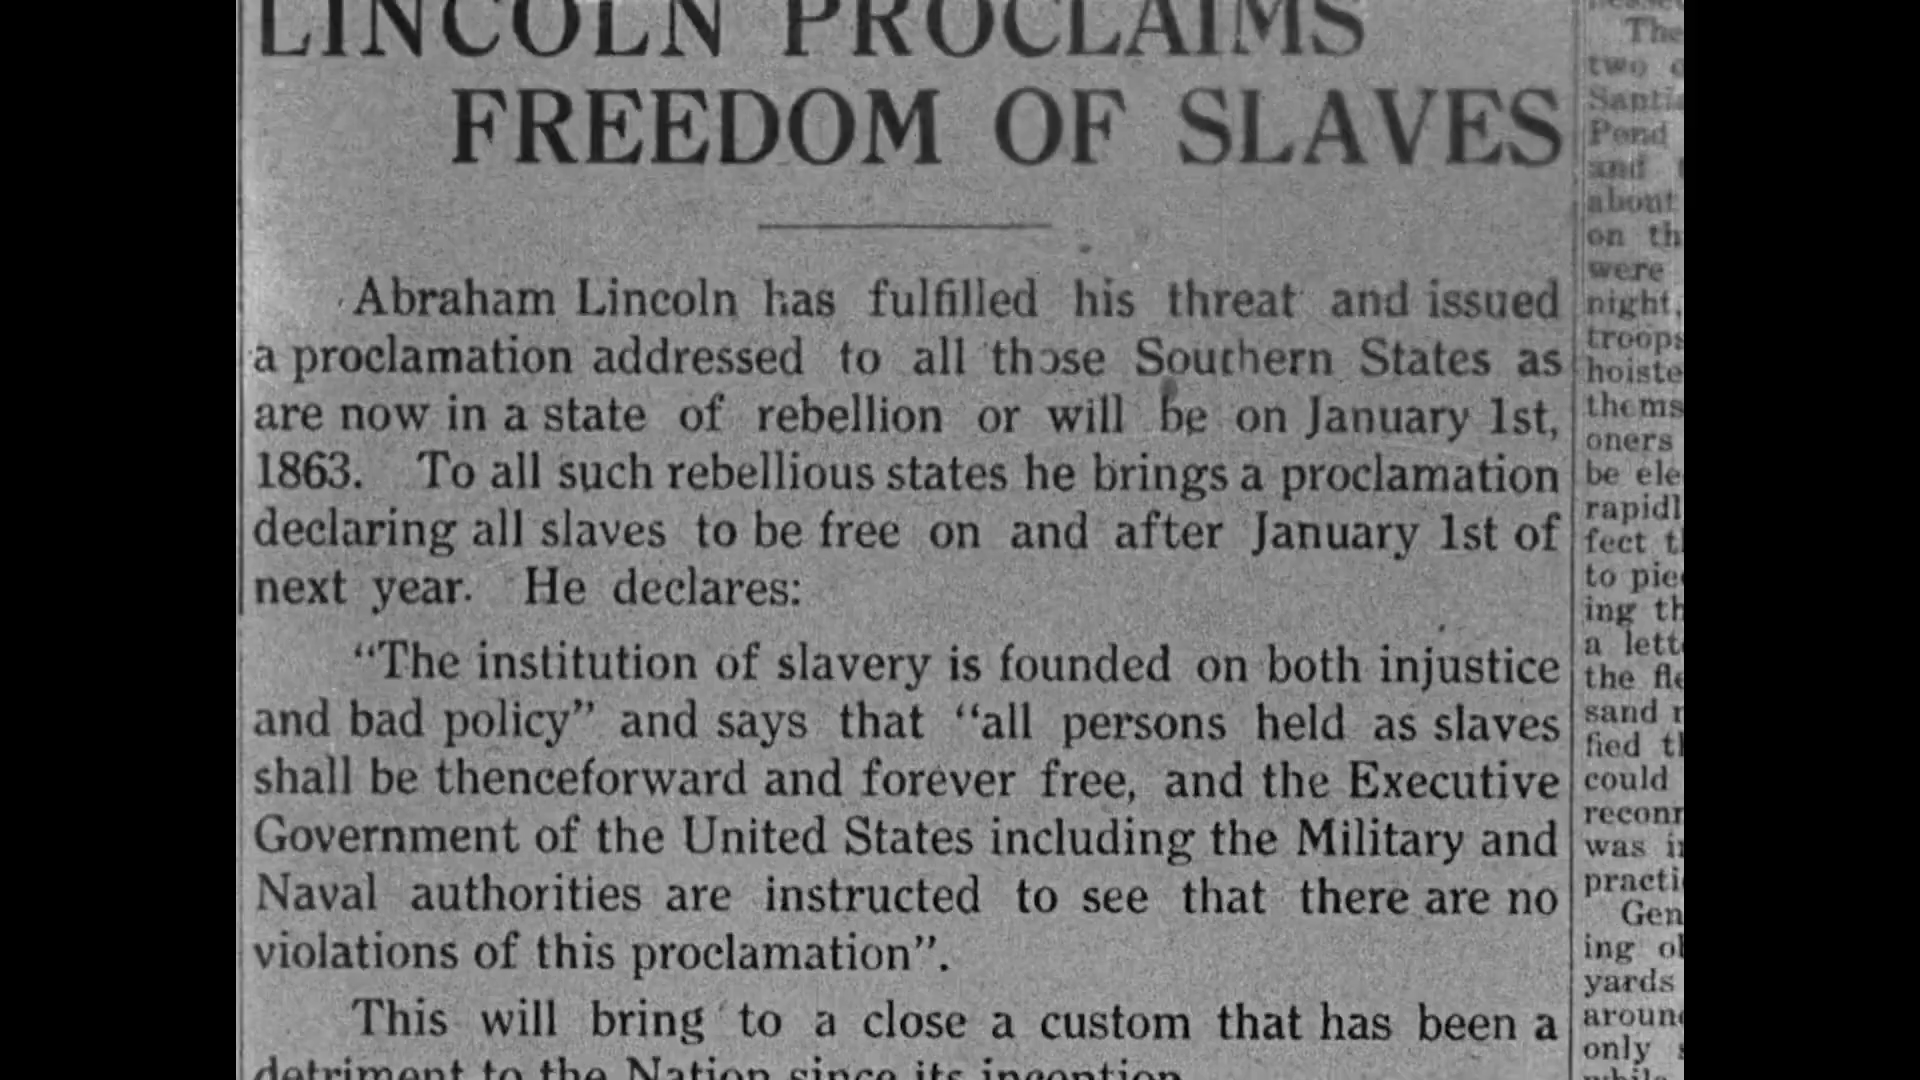 LINCOLN PROCLAIMS
FREEDOM OF SLAVES
Abraham Lincoln has fulfilled his threat and issued
a proclamation addressed to all those Southern States as
are now in a state of rebellion or will be on January 1st,
1863. To all such rebellious states he brings a proclamation
declaring all slaves to be free on and after January 1st of
next year. He declares:
“The institution of slavery is founded on both injustice
and bad policy” and says that “all persons held as slaves
shall be thenceforward and forever free, and the Executive
Government of the United States including the Military and
Naval authorities are instructed to see that there are no
violations of this proclamation”.
This will bring to a close a custom that has been a
detriment to the Nation since its inception
The
two
Pond
and
about
on
were
night,
troops
oners
be
to
ing
a
the
sand
could
was
ing
yards
only